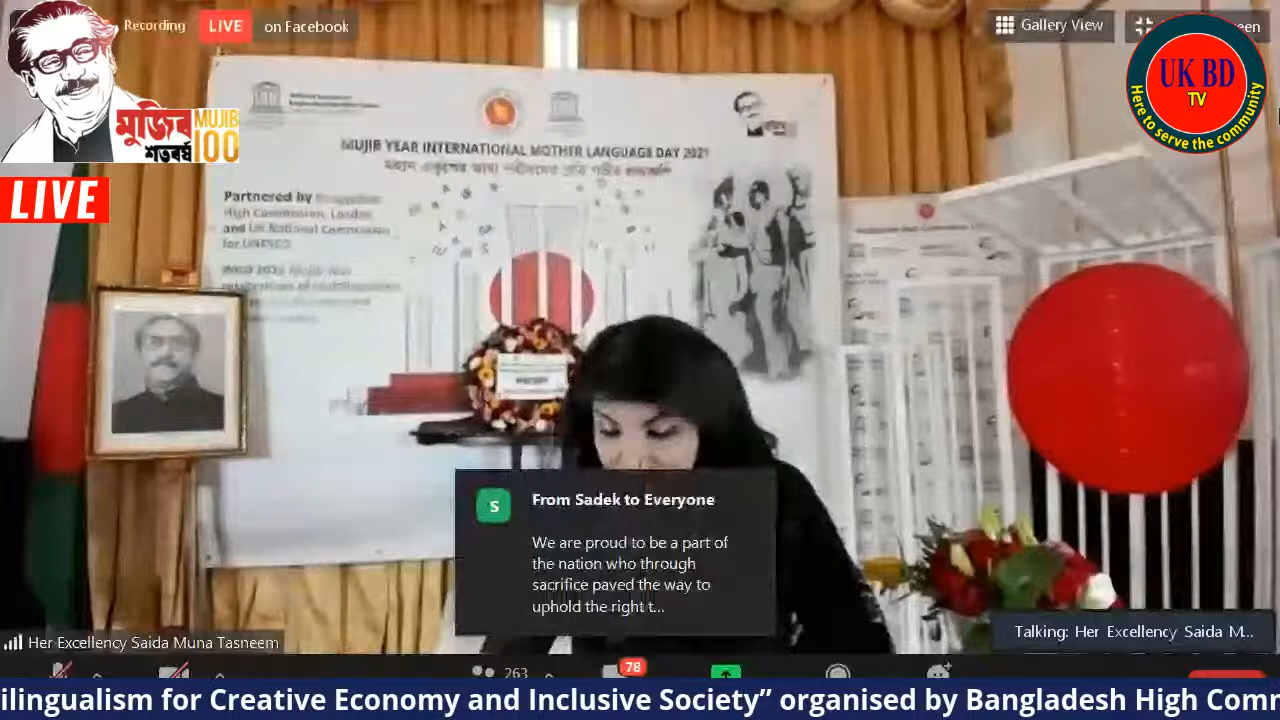 Recording
LIVE
on Facebook
Gallery View
মুজিব
শতবর্ষ
MUJIB
100
UK BD
TV
Here to serve the community
LIVE
MUJIB YEAR INTERNATIONAL MOTHER LANGUAGE DAY 2021
Partnered by Bangladesh
High Commission, London
and UK National Commission
for UNESCO
From Sadek to Everyone
S
We are proud to be a part of
the nation who through
sacrifice paved the way to
uphold the right t...
Her Excellency Saida Muna Tasneem
Talking: Her Excellency Saida M...
263
78
ilingualism for Creative Economy and Inclusive Society” organised by Bangladesh High Comm